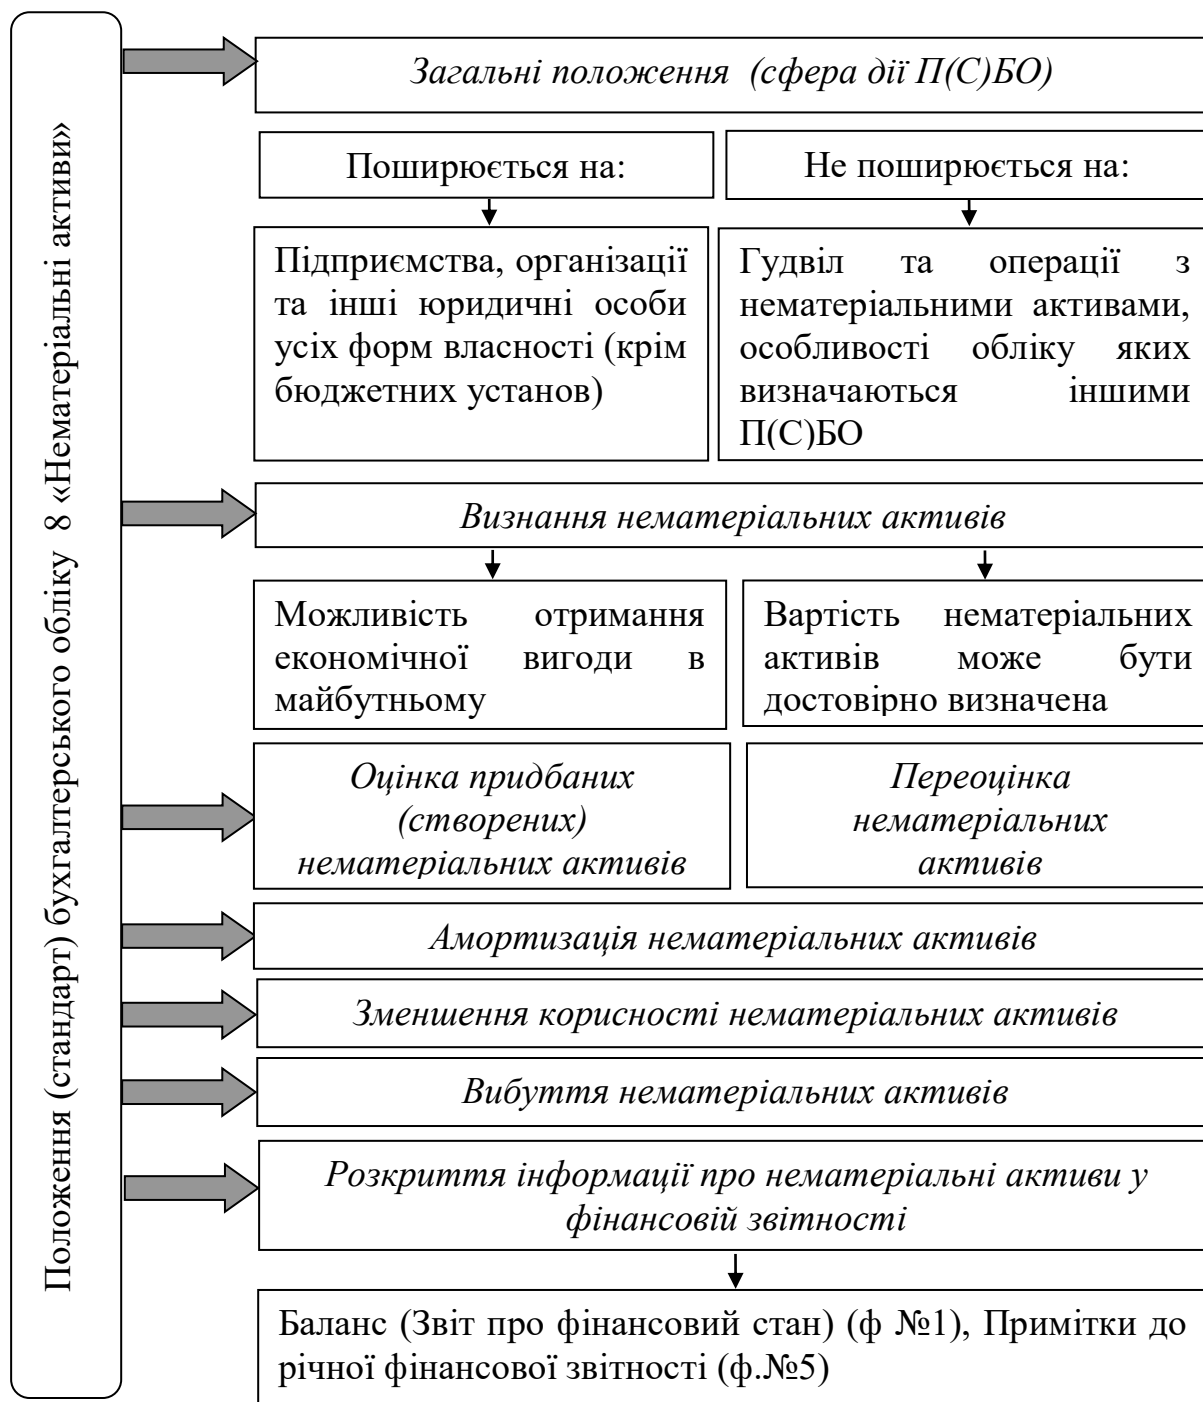 Положення (стандарт) бухгалтерського обліку 8 «Нематеріальні активи»
Загальні положення (сфера дії П(С)БО)
Поширюється на:
Не поширюється на:
Підприємства, організації
та інші юридичні особи
усіх форм власності (крім
бюджетних установ)
Гудвіл та операції з
нематеріальними активами,
особливості обліку яких
визначаються іншими
П(С)БО
Визнання нематеріальних активів
Можливість отримання
економічної вигоди в
майбутньому
Вартість нематеріальних
активів може бути
достовірно визначена
Оцінка придбаних
(створених)
нематеріальних активів
Переоцінка
нематеріальних
активів
Амортизація нематеріальних активів
Зменшення корисності нематеріальних активів
Вибуття нематеріальних активів
Розкриття інформації про нематеріальні активи у
фінансовій звітності
Баланс (Звіт про фінансовий стан) (ф №1), Примітки до
річної фінансової звітності (ф.№5)